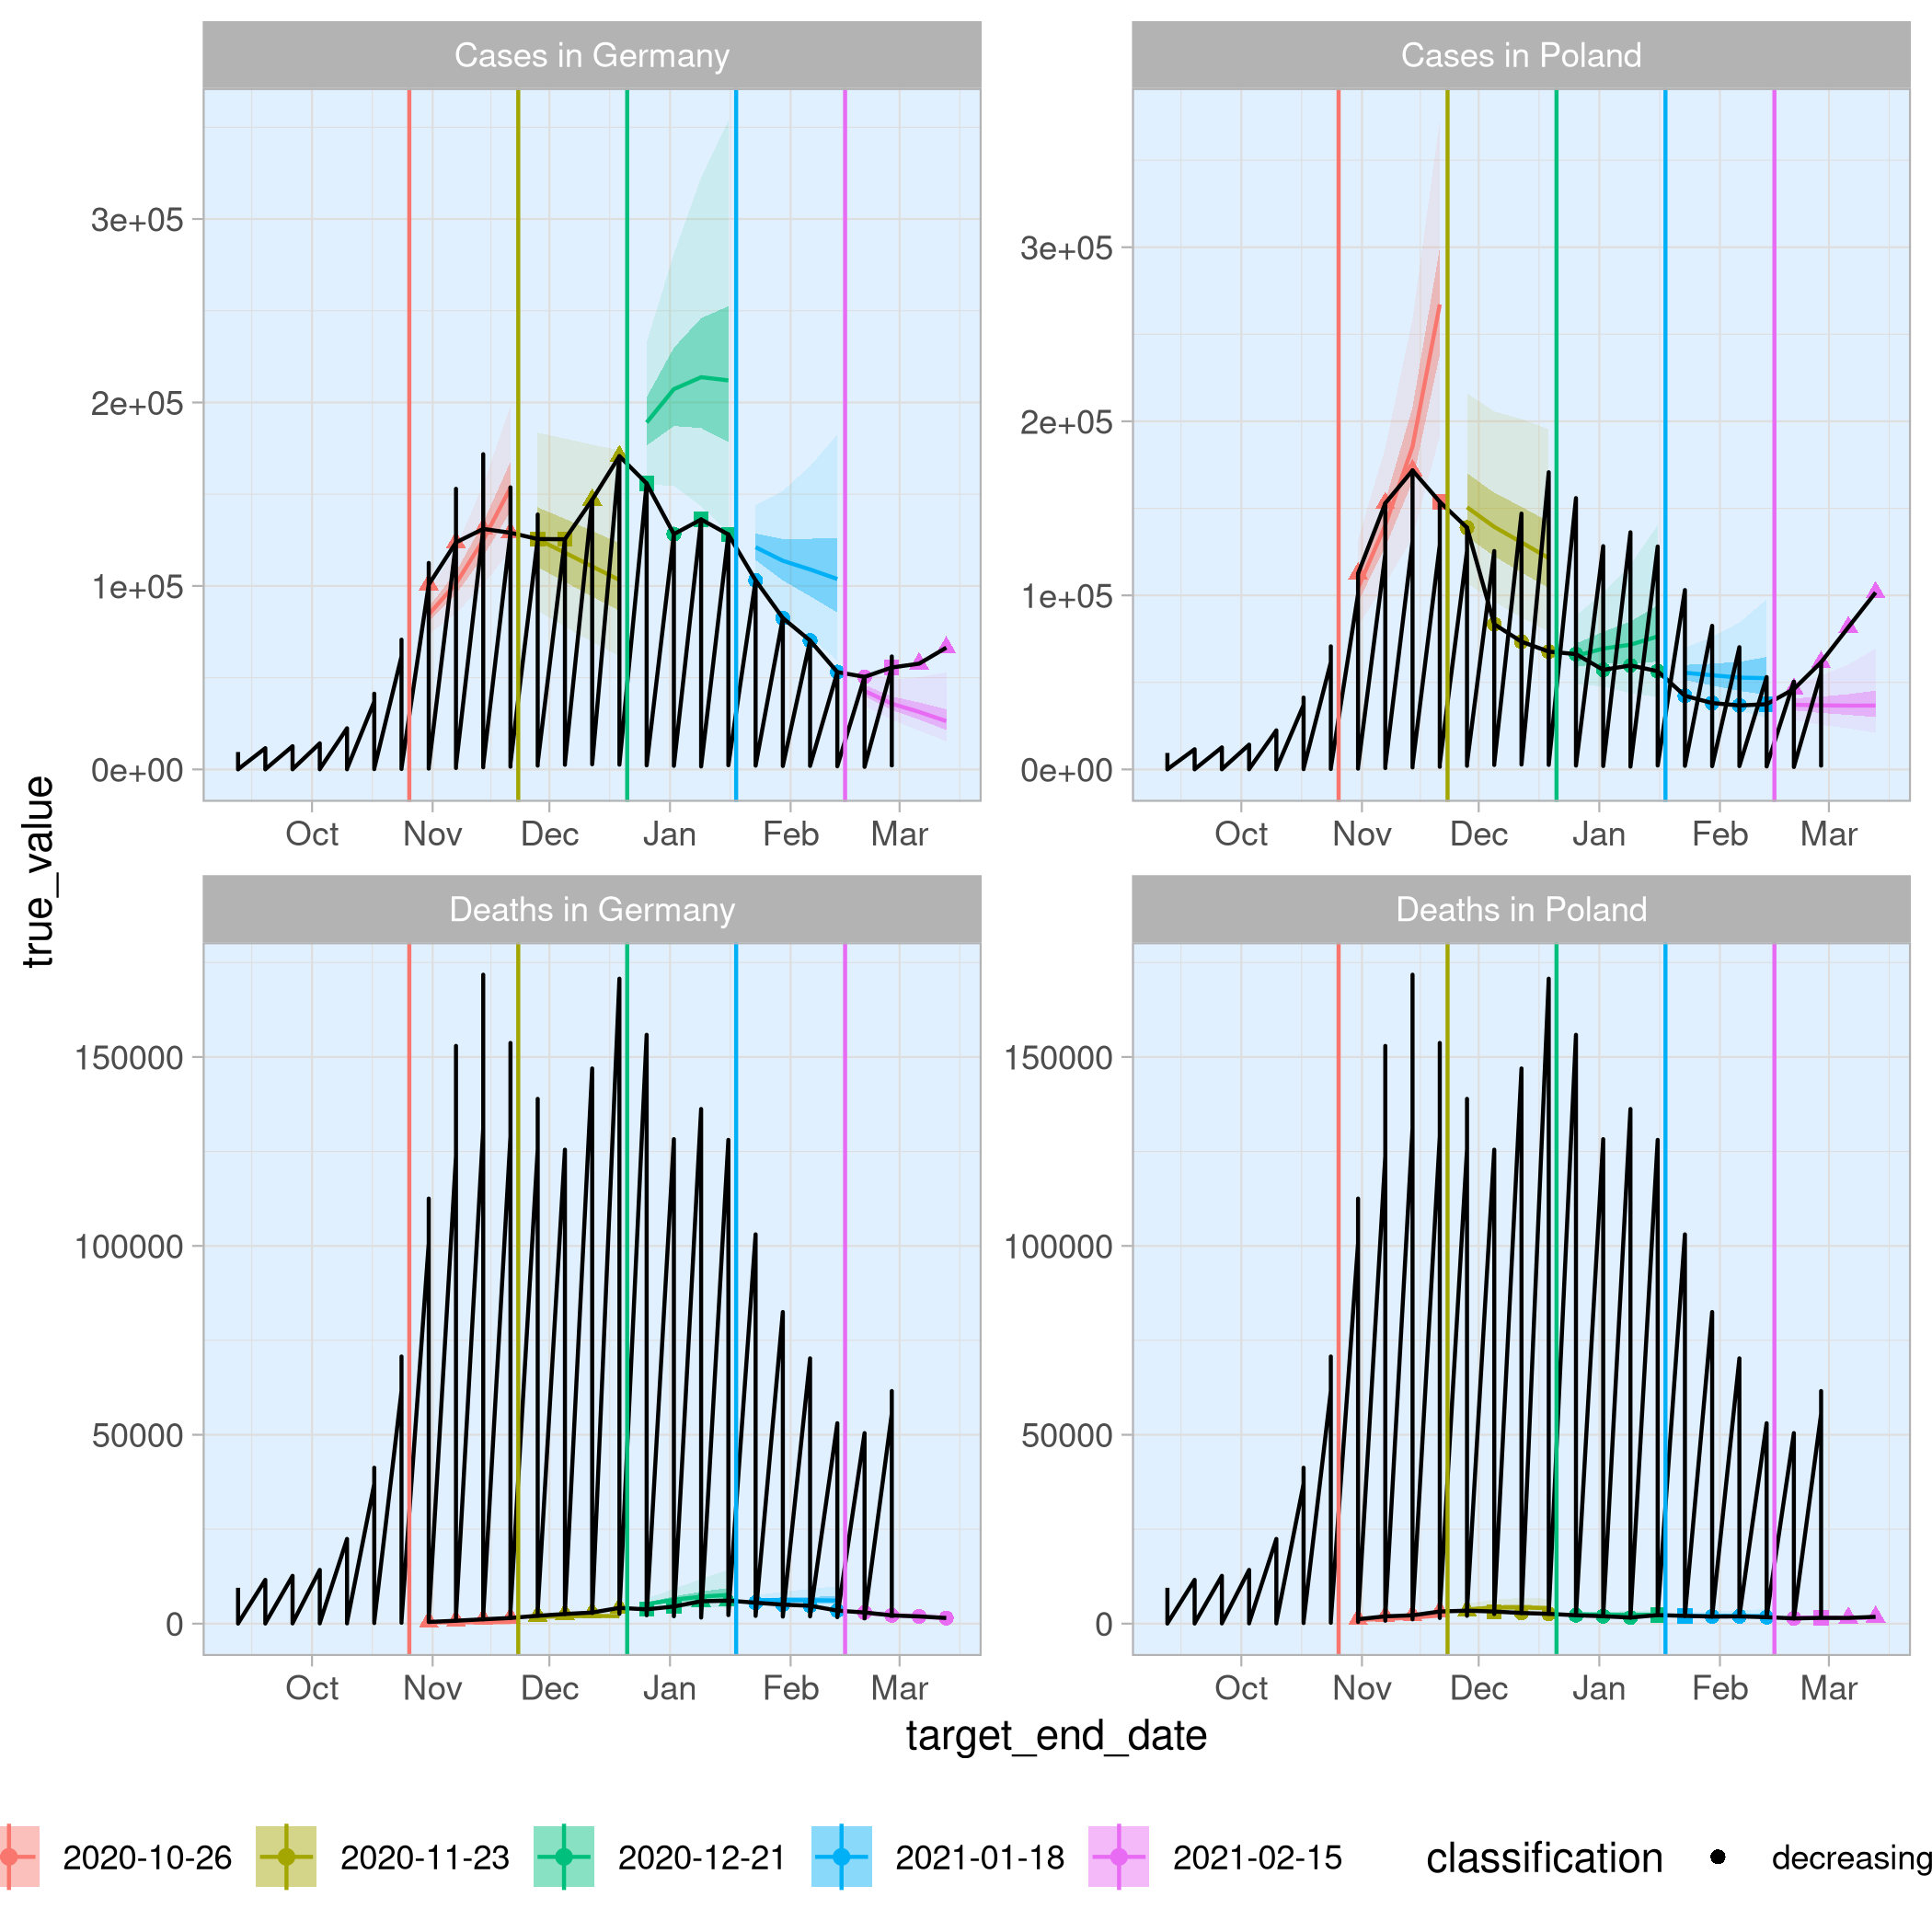 Cases in Germany
Cases in Poland
3e+05
2e+05
1e+05
0e+00
3e+05
2e+05
1e+05
0e+00
Oct Nov Dec Jan Feb Mar
Oct Nov Dec Jan Feb Mar
true_value
Deaths in Germany
Deaths in Poland
150000
100000
50000
0
150000
100000
50000
0
Oct Nov Dec Jan Feb Mar
Oct Nov Dec Jan Feb Mar
target_end_date
2020-10-26 2020-11-23 2020-12-21 2021-01-18 2021-02-15 classification decreasing